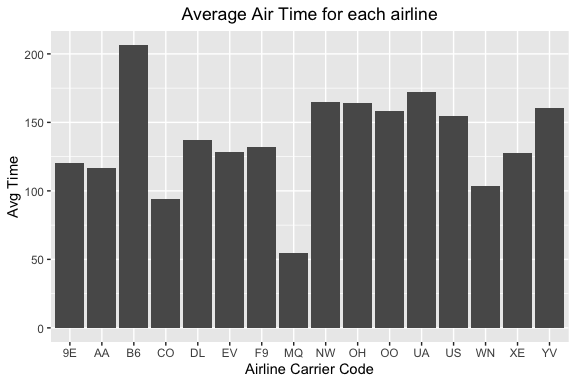 Average Air Time for each airline
Avg Time
200
150
100
50
0
9E AA B6 CO DL EV F9 MQ NW OH OO UA US WN XE YV
Airline Carrier Code